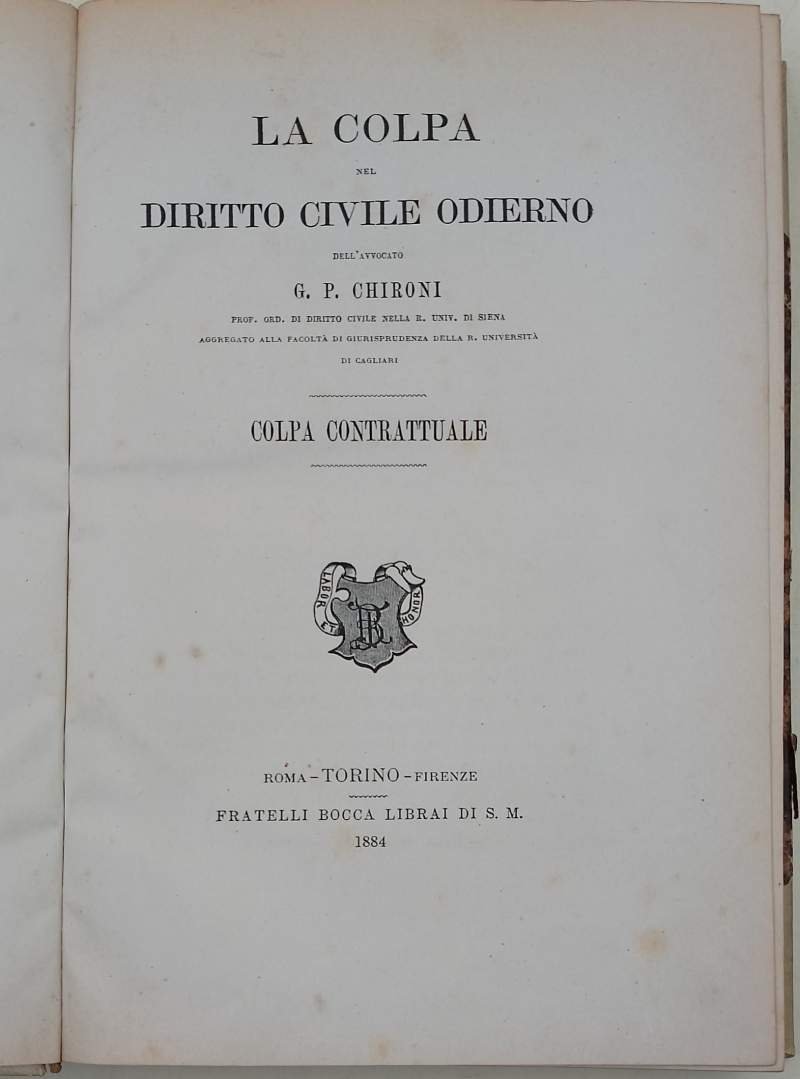 LA COLPA
NEL
DIRITTO CIVILE ODIERNO
DELL'AVVOCATO
G. P. CHIRONI
PROF. ORD. DI DIRITTO CIVILE NELLA R. UNIV. DI SIENA
AGGREGATO ALLA FACOLTÀ DI GIURISPRUDENZA DELLA R. UNIVERSITÀ
DI CAGLIARI
COLPA CONTRATTUALE
LABOR ET HONOR
ROMA-TORINO-FIRENZE
FRATELLI BOCCA LIBRAI DI S. M.
1884